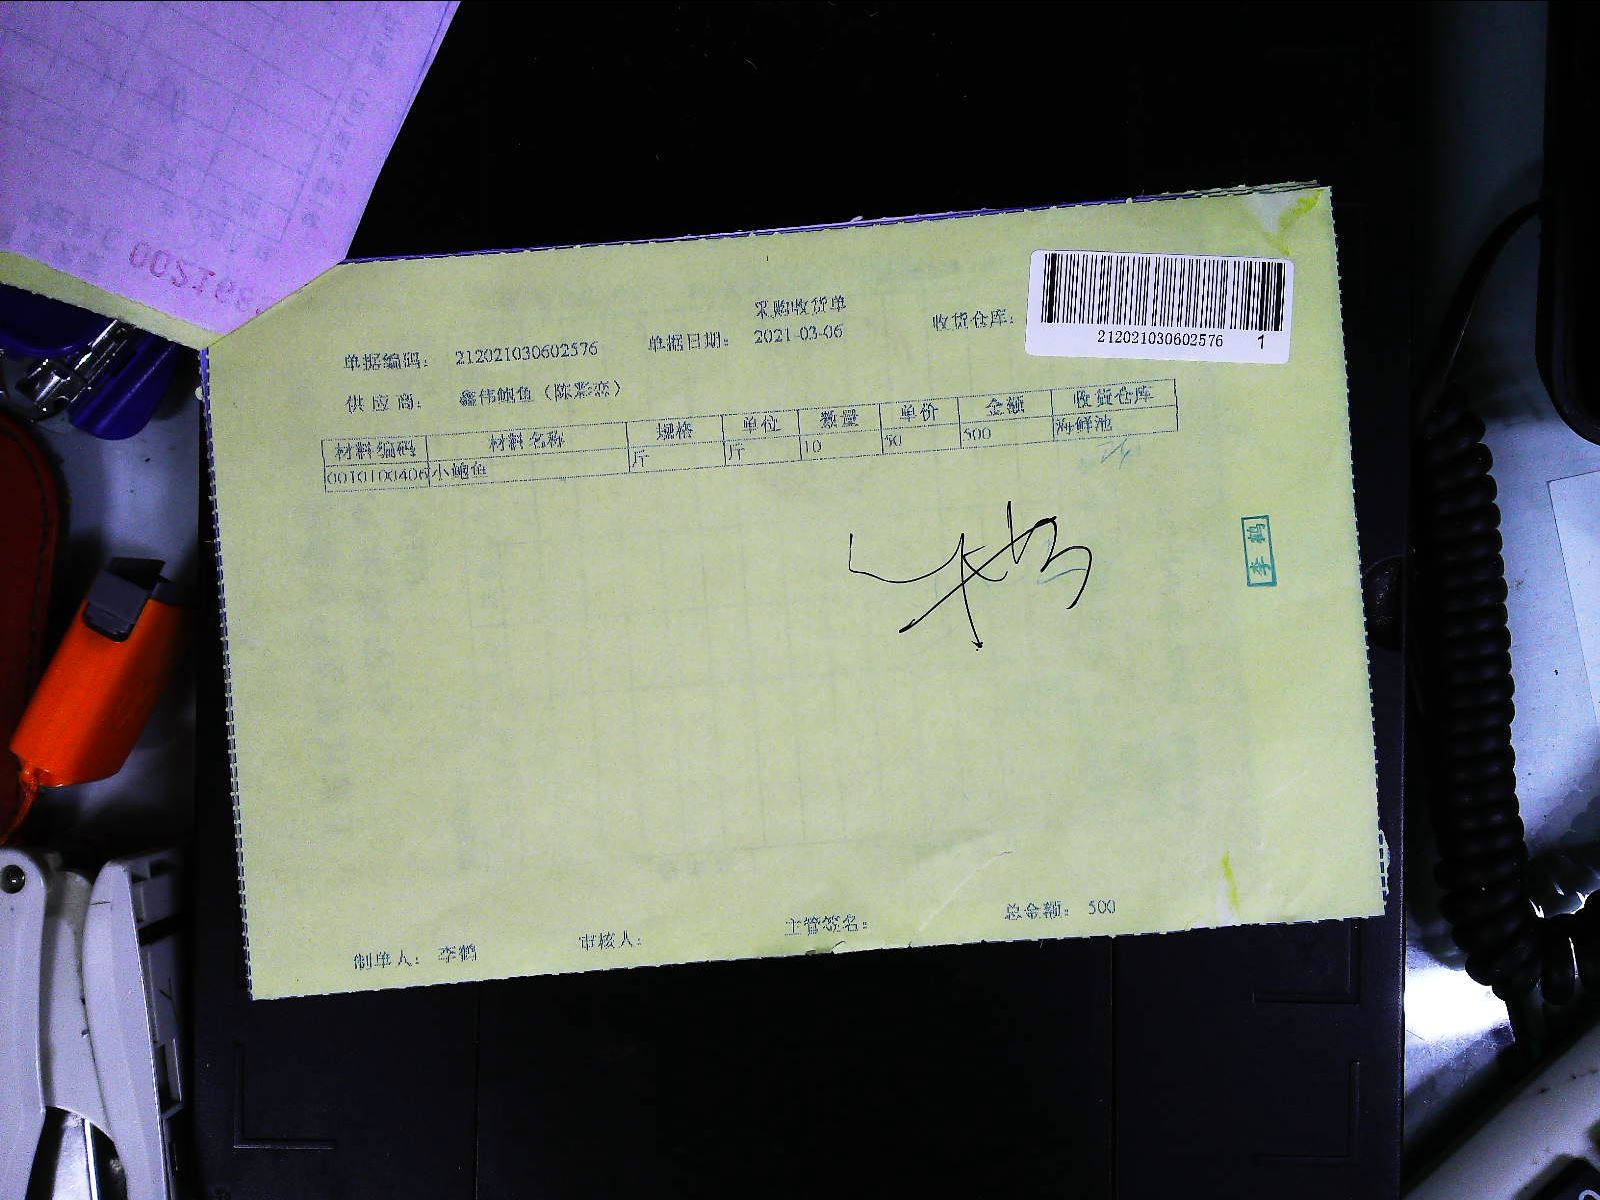 采购收货单
单据编码: 212021030602576 单据日期: 2021-03-06 收货仓库:
212021030602576 1
供应商: 鑫伟鲍鱼(陈彩恋)
材料编码 材料名称 规格 单位 数量 单价 金额 收货仓库
0010100406 小鲍鱼 斤 斤 10 50 500 海鲜池
李鹤
制单人: 李鹤 审核人: 主管签名: 总金额: 500